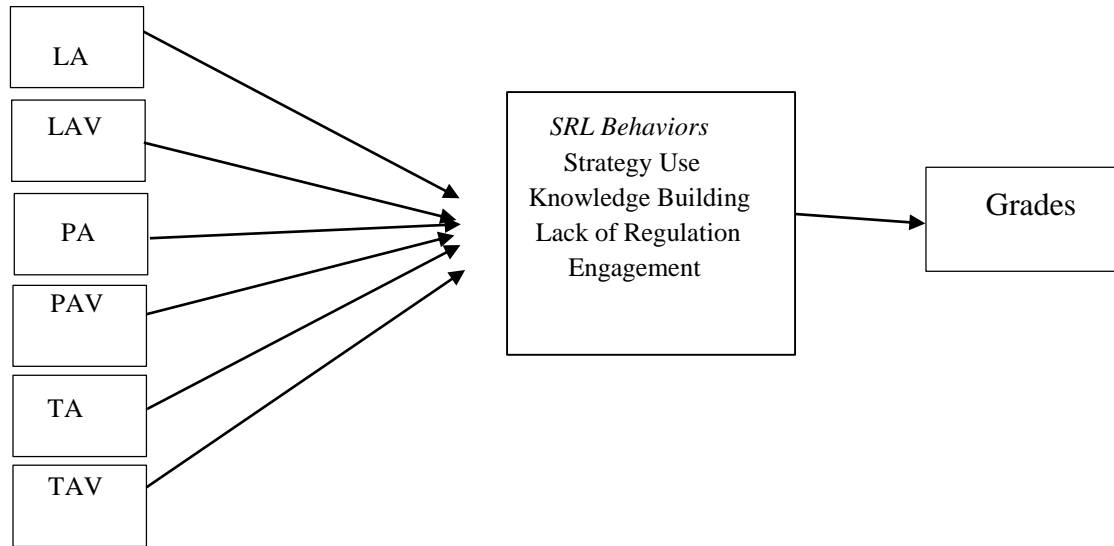 LA
LAV
PA
PAV
TA
TAV
SRL Behaviors
Strategy Use
Knowledge Building
Lack of Regulation
Engagement
Grades